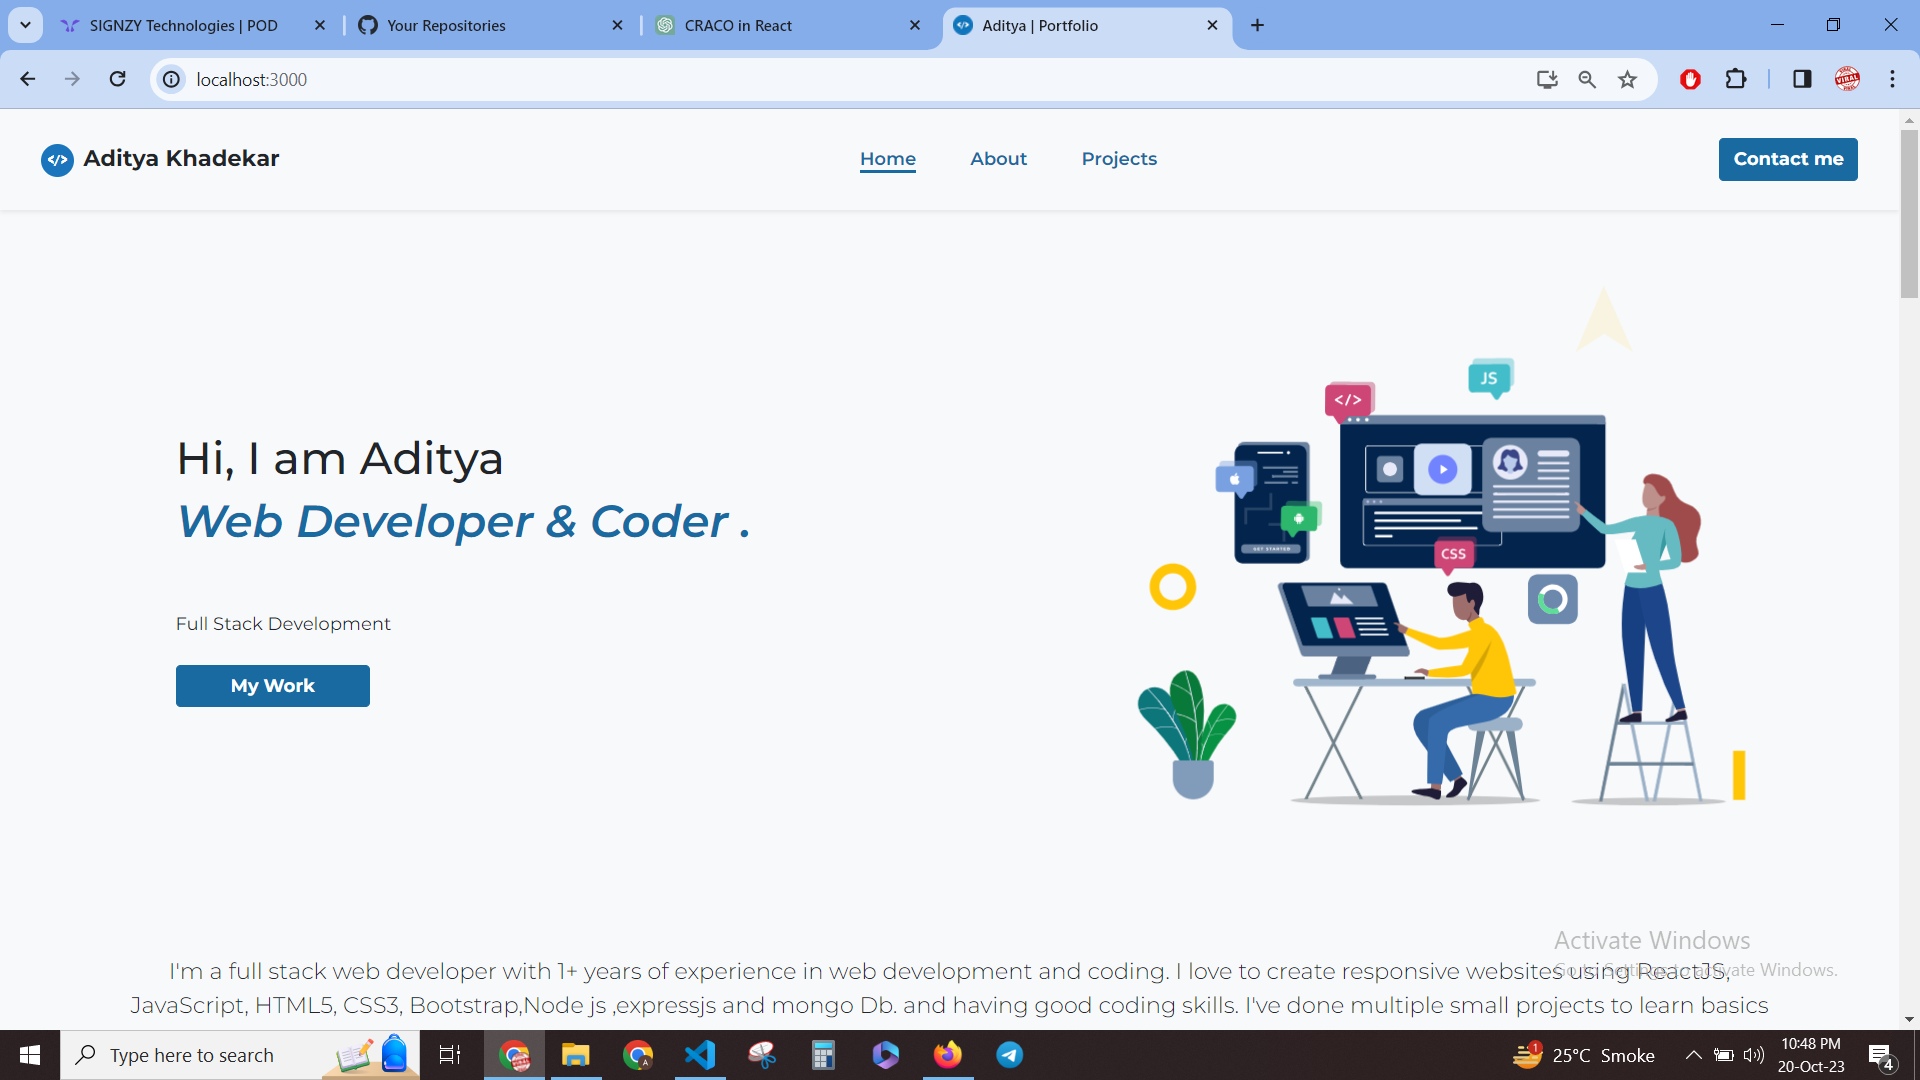 SIGNZY Technologies | POD
Your Repositories
CRACO in React
Aditya | Portfolio
localhost:3000
</> Aditya Khadekar
Home
About
Projects
Contact me
JS
</>
Hi, I am Aditya
Web Developer & Coder .
GET STARTED
CSS
Full Stack Development
My Work
Activate Windows
Go to Settings to activate Windows.
I'm a full stack web developer with 1+ years of experience in web development and coding. I love to create responsive websites using ReactJS,
JavaScript, HTML5, CSS3, Bootstrap,Node js ,expressjs and mongo Db. and having good coding skills. I've done multiple small projects to learn basics
Type here to search
1
25°C Smoke
10:48 PM
20-Oct-23
4